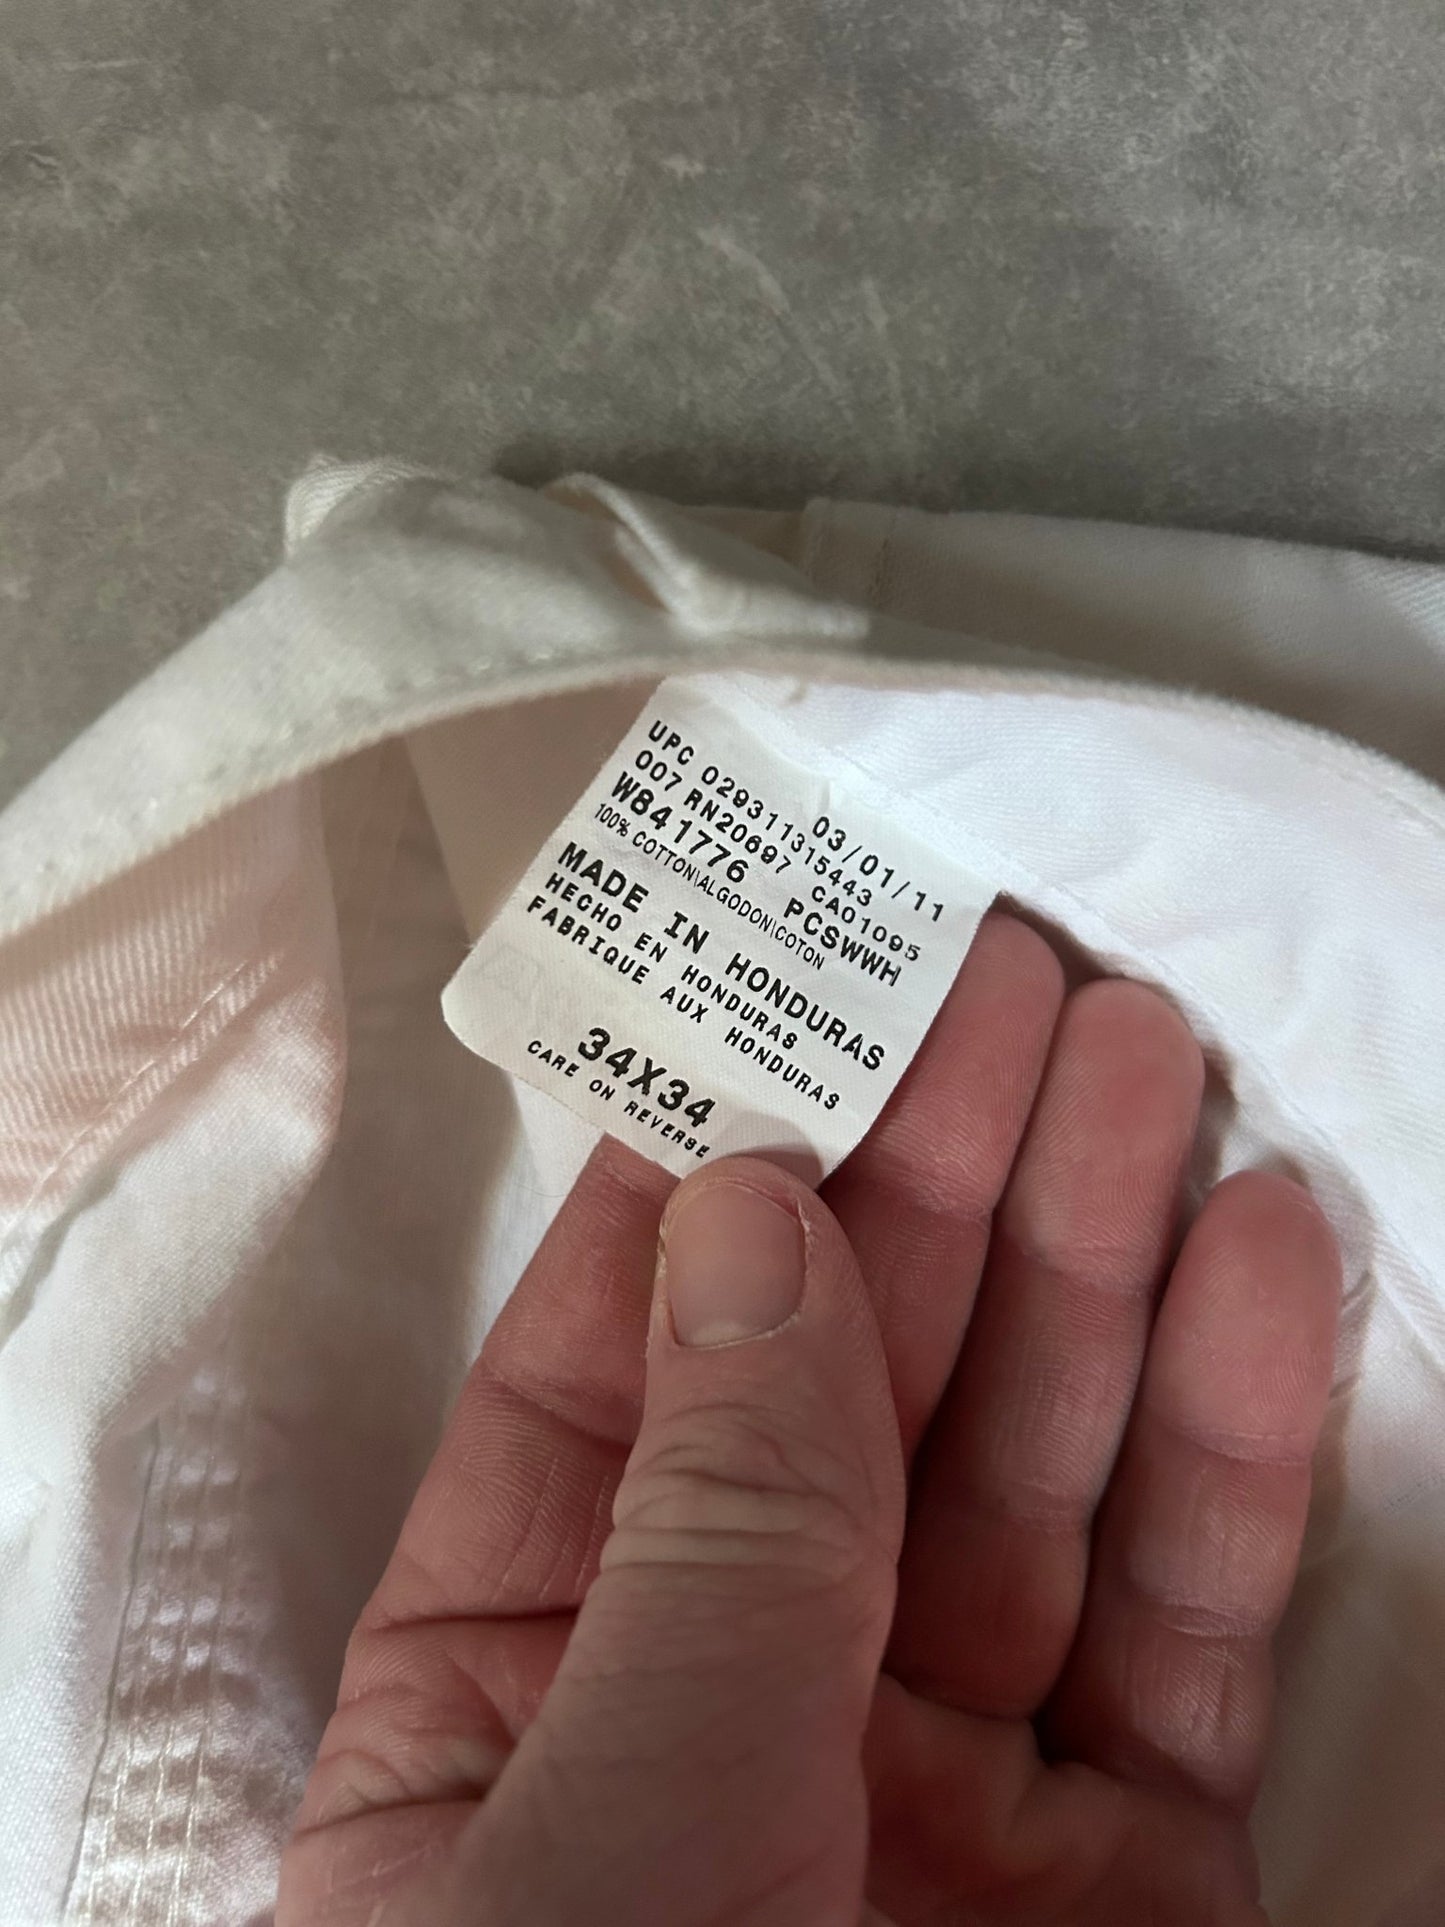 03/01/11
UPC 029311315443
007 RN20697 CA01095
W841776 PCSWWH
100% COTTON\ALGODON\COTON
MADE IN HONDURAS
HECHO EN HONDURAS
FABRIQUE AUX HONDURAS
34X34
CARE ON REVERSE